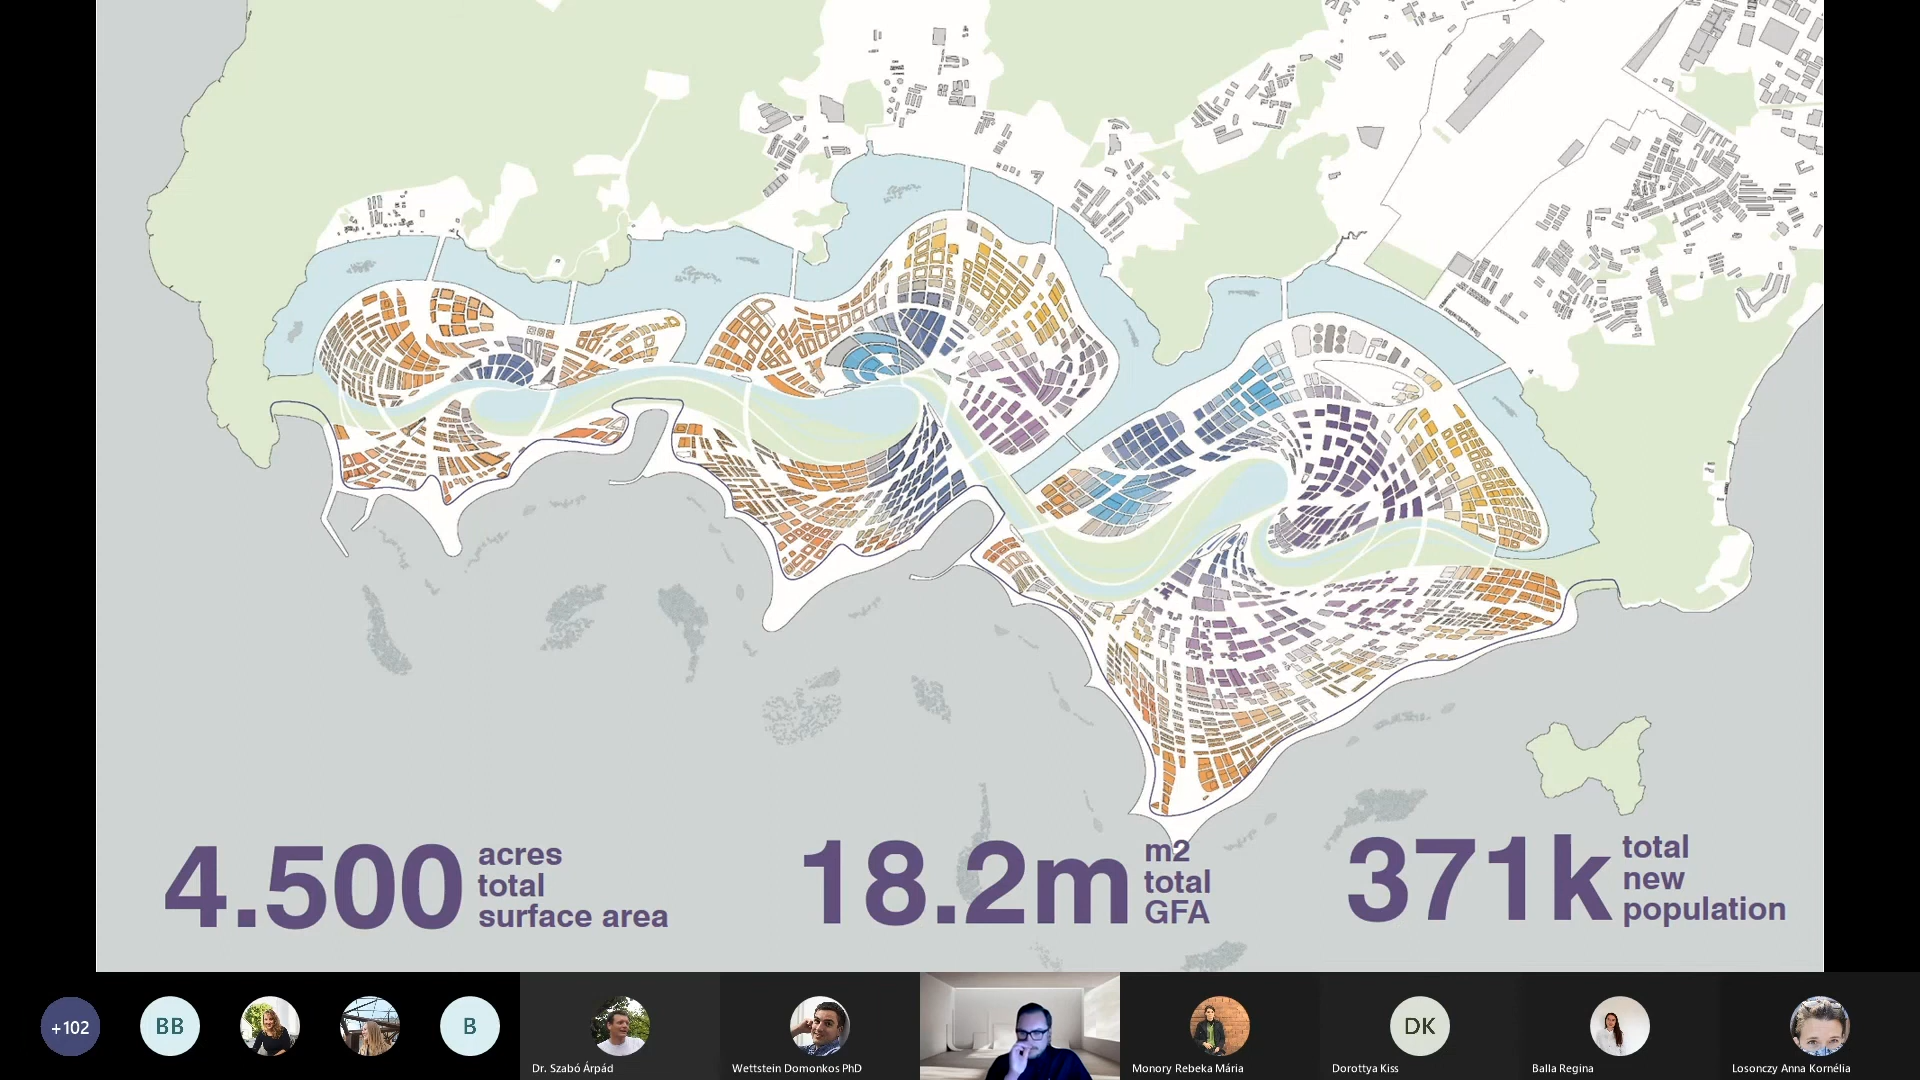 4.500
acres
total
surface area
18.2m
m2
total
GFA
371k
total
new
population
+102
BB
B
Dr. Szabó Árpád
Wettstein Domonkos PhD
Monory Rebeka Mária
DK
Dorottya Kiss
Balla Regina
Losonczy Anna Kornélia